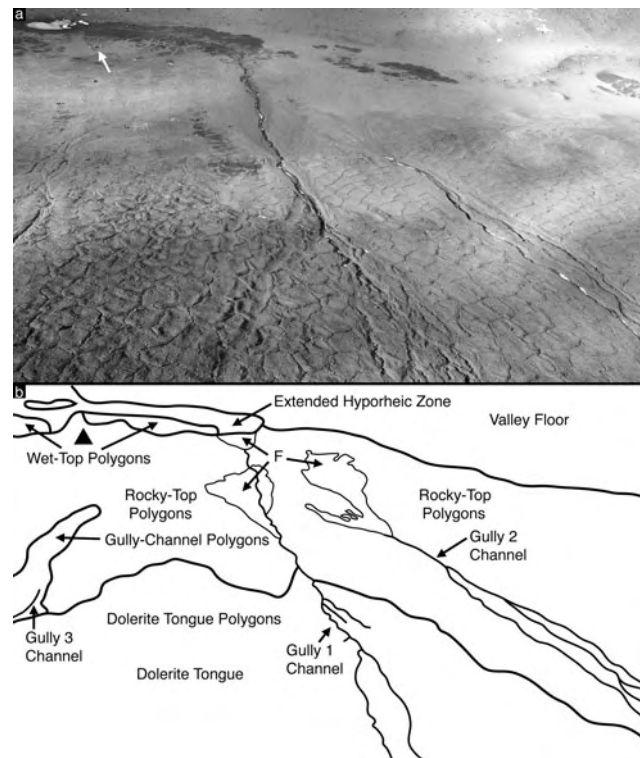 a
b
Extended Hyporheic Zone
Valley Floor
Wet-Top Polygons
F
Rocky-Top
Polygons
Rocky-Top
Polygons
Gully-Channel Polygons
Gully 2
Channel
Gully 3
Channel
Dolerite Tongue Polygons
Gully 1
Channel
Dolerite Tongue